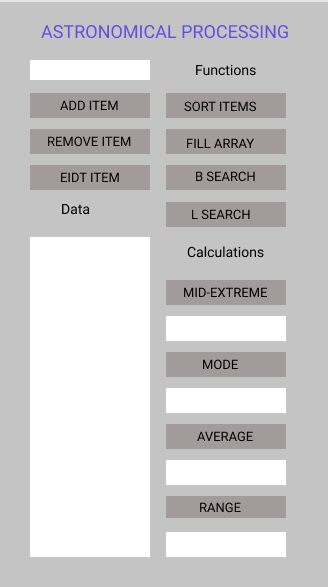 ASTRONOMICAL PROCESSING
Functions
ADD ITEM
SORT ITEMS
REMOVE ITEM
FILL ARRAY
EIDT ITEM
B SEARCH
Data
L SEARCH
Calculations
MID-EXTREME
MODE
AVERAGE
RANGE